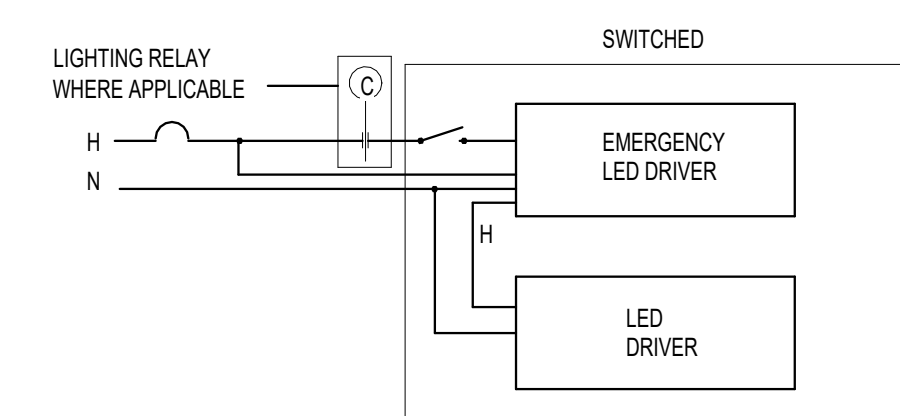 SWITCHED
LIGHTING RELAY
WHERE APPLICABLE
C
H
EMERGENCY
LED DRIVER
N
H
LED
DRIVER